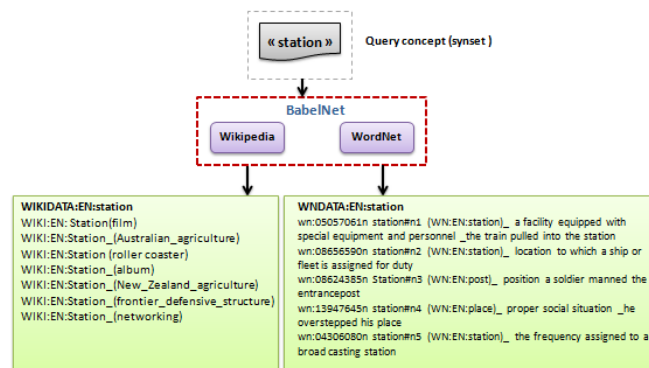 « station »
Query concept (synset )
BabelNet
Wikipedia
WordNet
WIKIDATA:EN:station
WIKI:EN: Station(film)
WIKI:EN:Station_(Australian_agriculture)
WIKI:EN:Station (roller coaster)
WIKI:EN:Station_(album)
WIKI:EN:Station_(New_Zealand_agriculture)
WIKI:EN:Station_(frontier_defensive_structure)
WIKI:EN:Station_(networking)
WNDATA:EN:station
wn:05057061n station#n1 (WN:EN:station)_ a facility equipped with
special equipment and personnel _the train pulled into the station
wn:08656590n station#n2 (WN:EN:station)_ location to which a ship or
fleet is assigned for duty
wn:08624385n Station#n3 (WN:EN:post)_ position a soldier manned the
entrancepost
wn:13947645n station#n4 (WN:EN:place)_ proper social situation _he
overstepped his place
wn:04306080n station#n5 (WN:EN:station)_ the frequency assigned to a
broad casting station